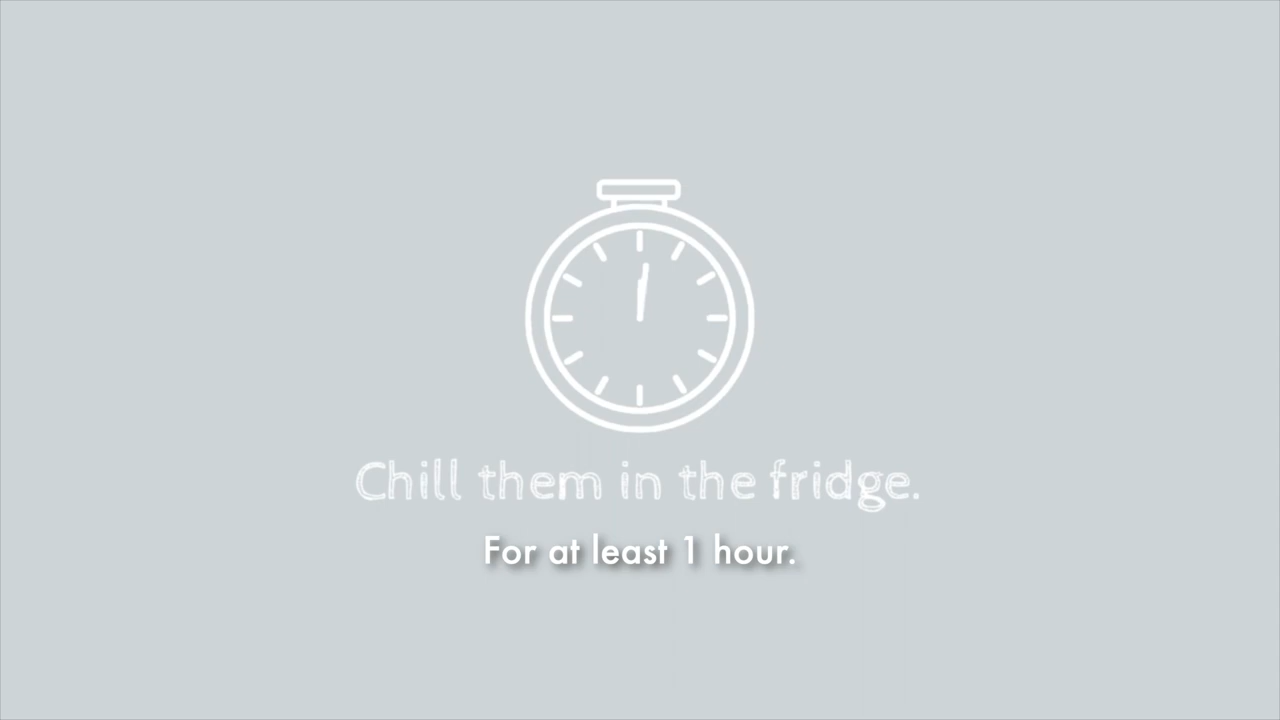 Chill them in the fridge.
For at least 1 hour.